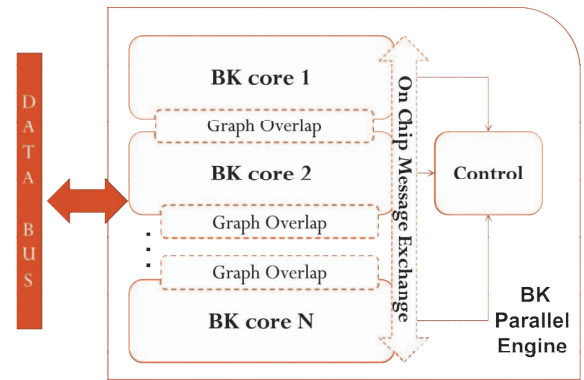 DATA BUS
BK core 1
Graph Overlap
BK core 2
Graph Overlap
Graph Overlap
BK core N
On Chip Message Exchange
Control
BK
Parallel
Engine